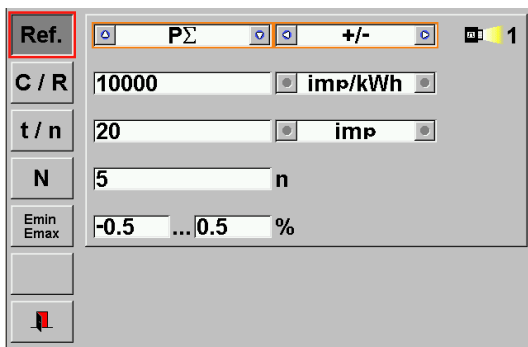 Ref. PΣ +/- 1
C / R 10000 imp/kWh
t / n 20 imp
N 5 n
Emin
Emax -0.5 ...0.5 %